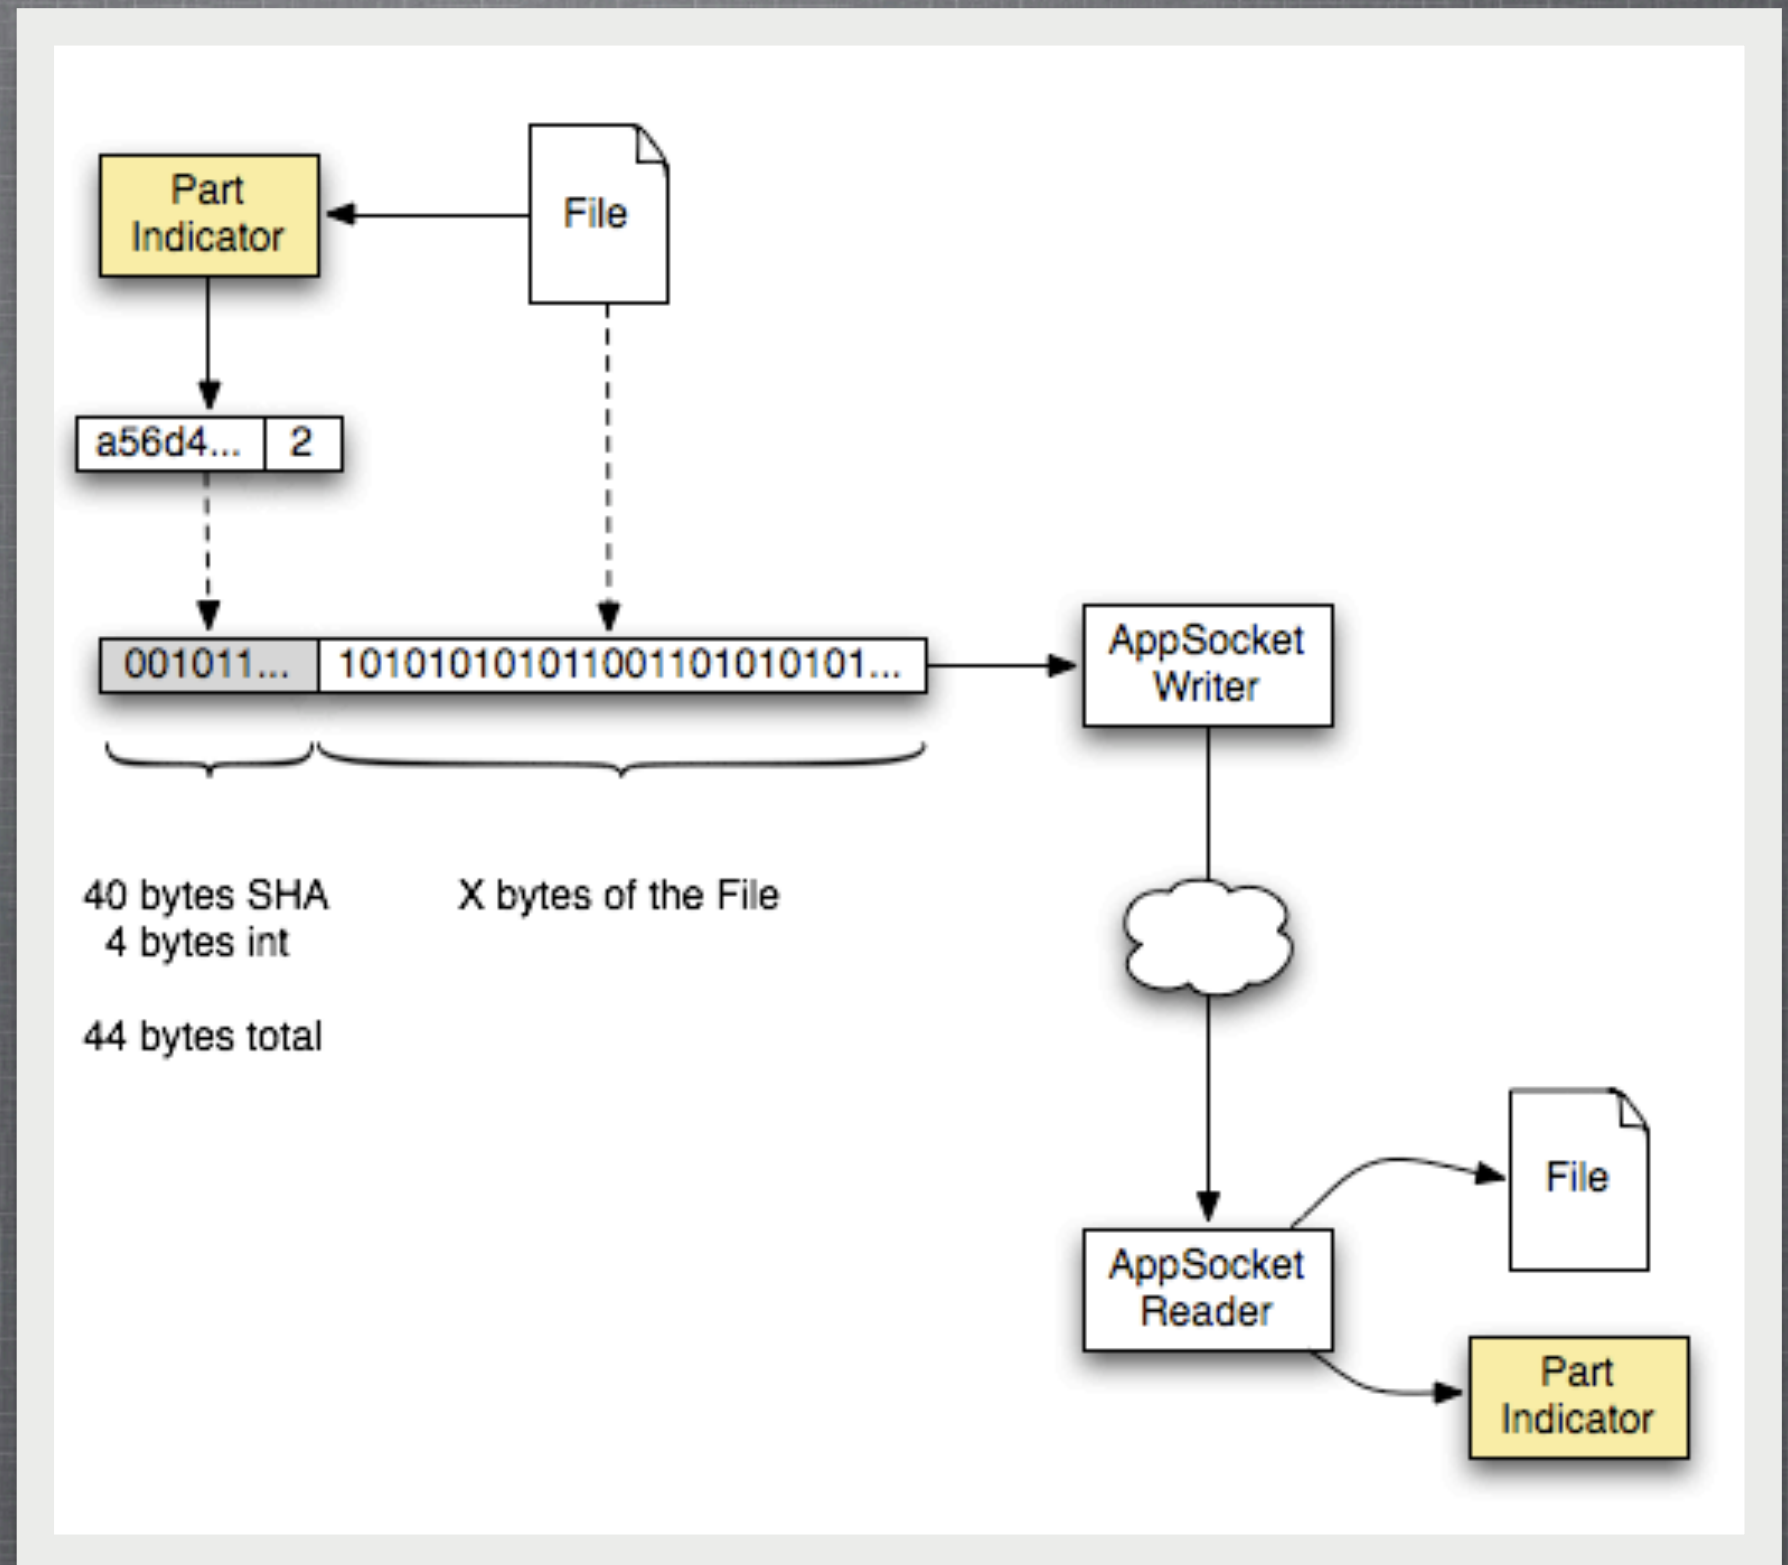 Part
Indicator
File
a56d4... 2
001011... 1010101010110011010101​01...
AppSocket
Writer
40 bytes SHA
4 bytes int
44 bytes total
X bytes of the File
File
AppSocket
Reader
Part
Indicator